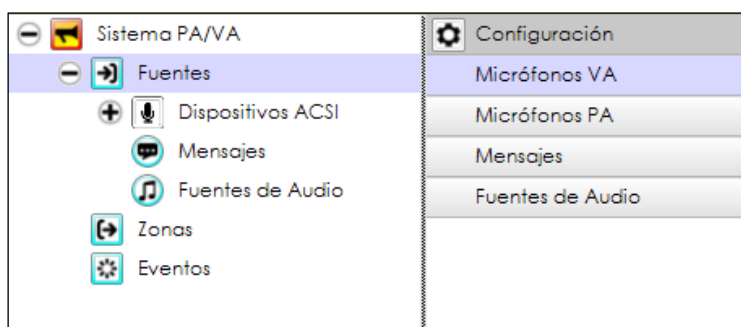 Sistema PA/VA
Fuentes
Dispositivos ACSI
Mensajes
Fuentes de Audio
Zonas
Eventos
Configuración
Micrófonos VA
Micrófonos PA
Mensajes
Fuentes de Audio